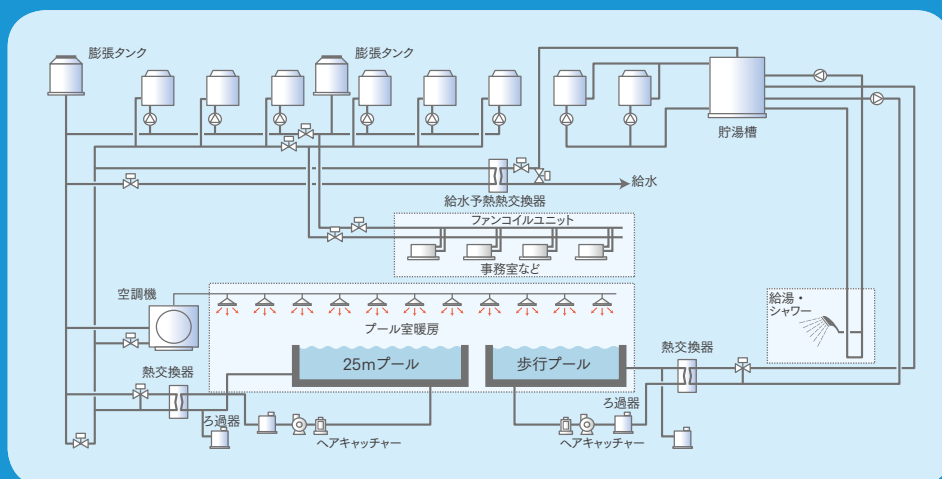 膨張タンク
膨張タンク
貯湯槽
給水
給水予熱熱交換器
ファンコイルユニット
事務室など
空調機
プール室暖房
給湯・
シャワー
25mプール
歩行プール
熱交換器
熱交換器
ろ過器
ろ過器
ヘアキャッチャー
ヘアキャッチャー